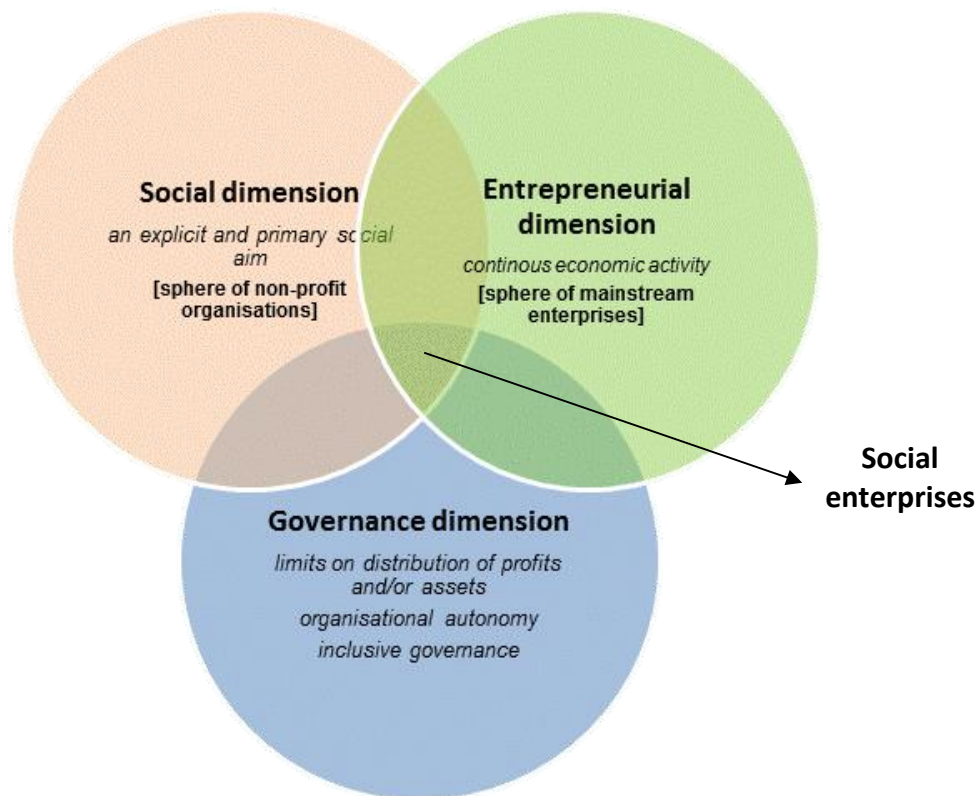 Social dimension
an explicit and primary social
aim
[sphere of non-profit
organisations]
Entrepreneurial
dimension
continous economic activity
[sphere of mainstream
enterprises]
Social
enterprises
Governance dimension
limits on distribution of profits
and/or assets
organisational autonomy
inclusive governance